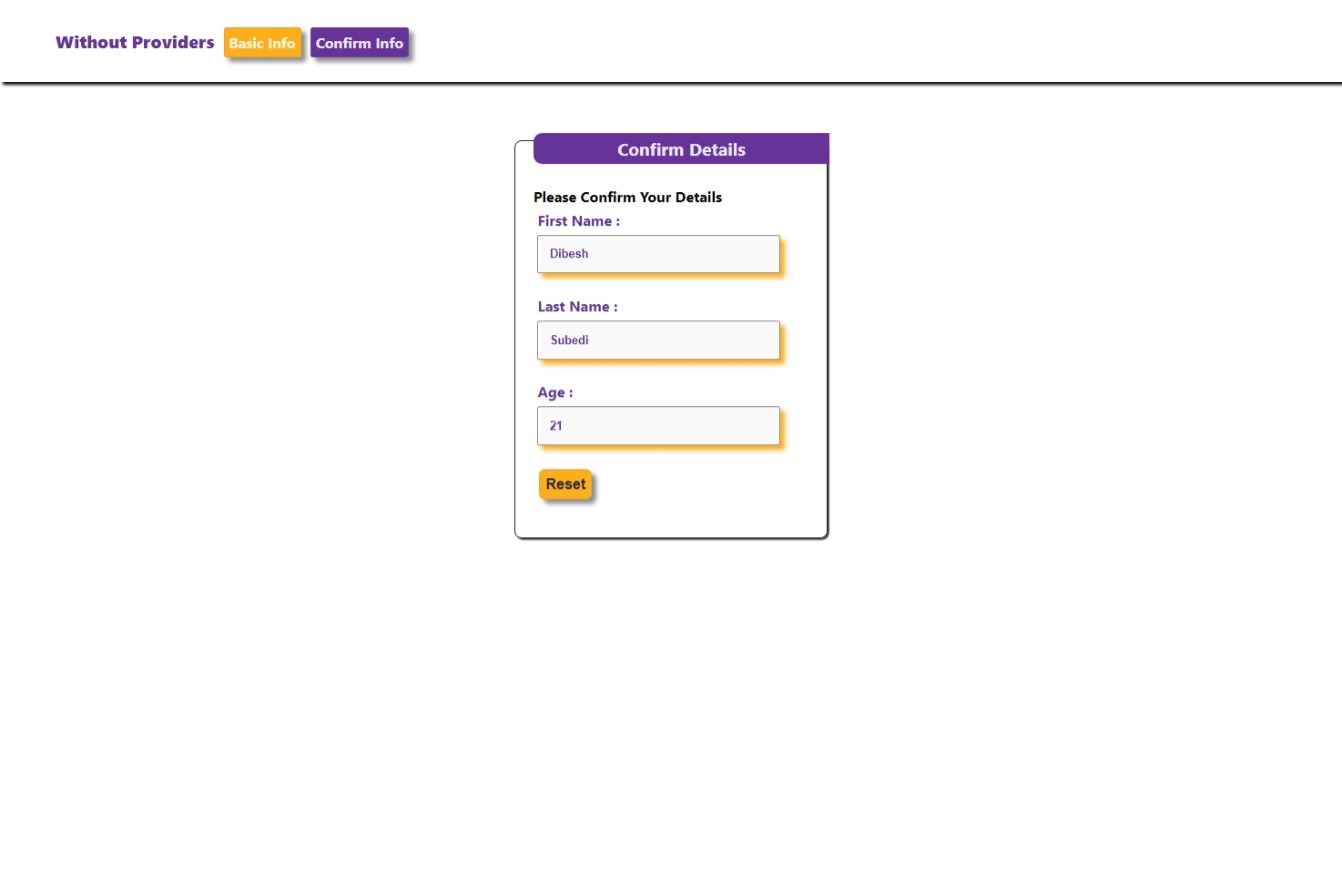 Without Providers Basic Info Confirm Info
Confirm Details
Please Confirm Your Details
First Name :
Dibesh
Last Name :
Subedi
Age :
21
Reset